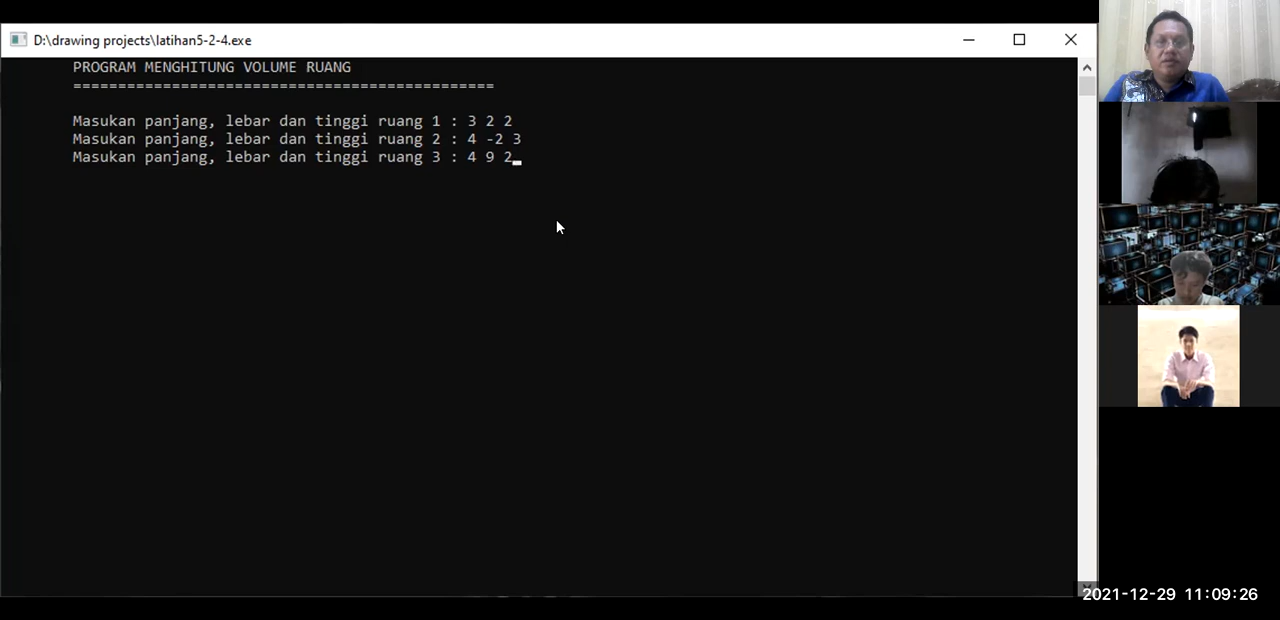 D:\drawing projects\latihan5-2-4.exe
PROGRAM MENGHITUNG VOLUME RUANG
===============================================
Masukan panjang, lebar dan tinggi ruang 1 : 3 2 2
Masukan panjang, lebar dan tinggi ruang 2 : 4 -2 3
Masukan panjang, lebar dan tinggi ruang 3 : 4 9 2
2021-12-29 11:09:26